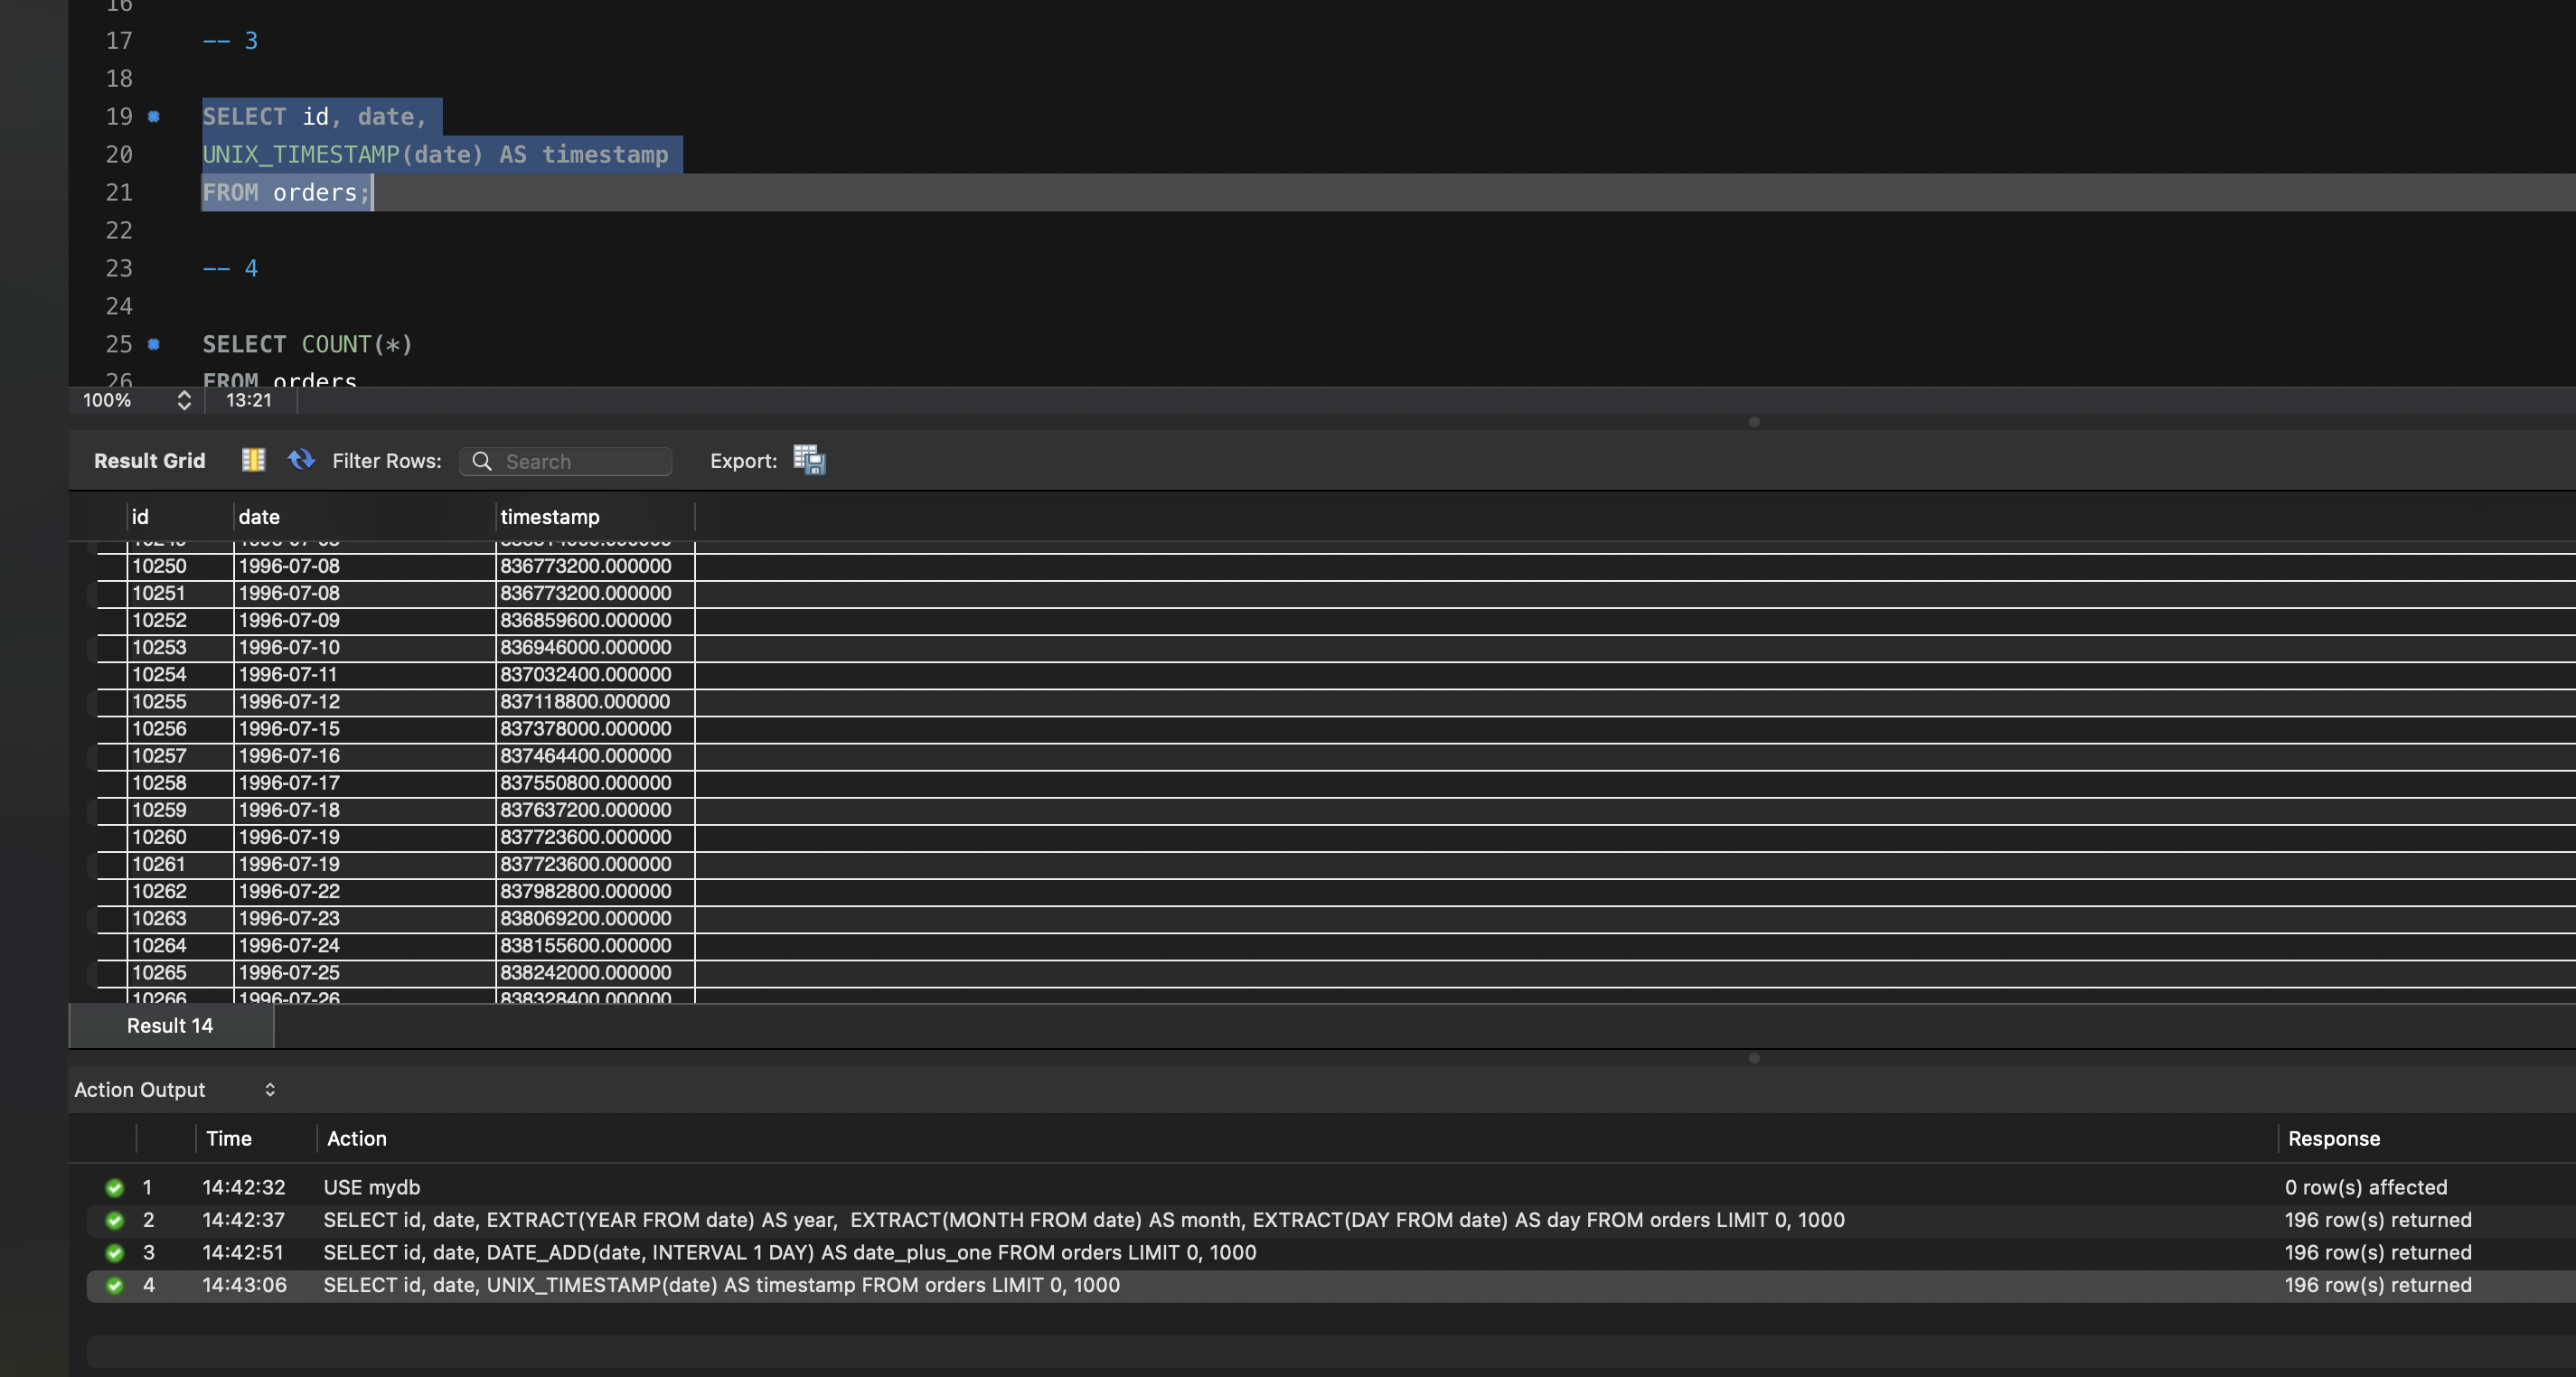 16
17 -- 3
18
19 SELECT id, date,
20 UNIX_TIMESTAMP(date) AS timestamp
21 FROM orders;
22
23 -- 4
24
25 SELECT COUNT(*)
26 FROM orders
100% 13:21
Result Grid Filter Rows: Search Export:
id date timestamp
10250 1996-07-08 836773200.000000
10251 1996-07-08 836773200.000000
10252 1996-07-09 836859600.000000
10253 1996-07-10 836946000.000000
10254 1996-07-11 837032400.000000
10255 1996-07-12 837118800.000000
10256 1996-07-15 837378000.000000
10257 1996-07-16 837464400.000000
10258 1996-07-17 837550800.000000
10259 1996-07-18 837637200.000000
10260 1996-07-19 837723600.000000
10261 1996-07-19 837723600.000000
10262 1996-07-22 837982800.000000
10263 1996-07-23 838069200.000000
10264 1996-07-24 838155600.000000
10265 1996-07-25 838242000.000000
10266 1996-07-26 838328400.000000
Result 14
Action Output
Time Action Response
1 14:42:32 USE mydb 0 row(s) affected
2 14:42:37 SELECT id, date, EXTRACT(YEAR FROM date) AS year,  EXTRACT(MONTH FROM date) AS month, EXTRACT(DAY FROM date) AS day FROM orders LIMIT 0, 1000 196 row(s) returned
3 14:42:51 SELECT id, date, DATE_ADD(date, INTERVAL 1 DAY) AS date_plus_one FROM orders LIMIT 0, 1000 196 row(s) returned
4 14:43:06 SELECT id, date, UNIX_TIMESTAMP(date) AS timestamp FROM orders LIMIT 0, 1000 196 row(s) returned